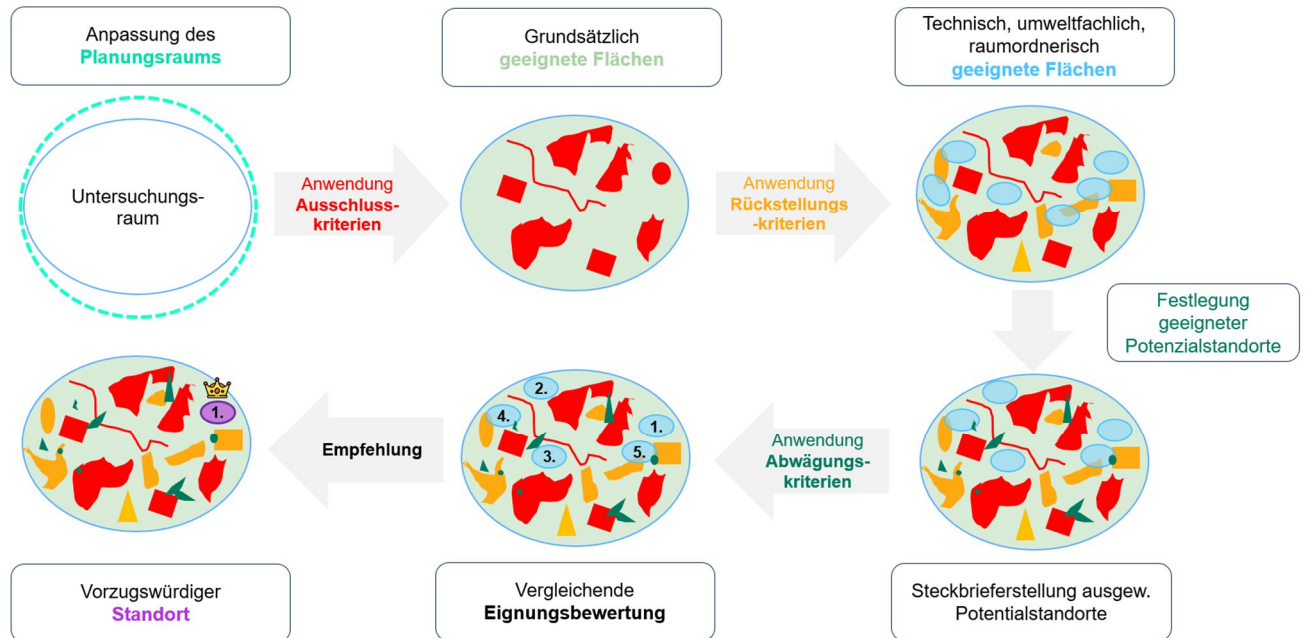 Anpassung des
Planungsraums
Grundsätzlich
geeignete Flächen
Technisch, umweltfachlich,
raumordnerisch
geeignete Flächen
Untersuchungs-
raum
Anwendung
Ausschluss-
kriterien
Anwendung
Rückstellungs
-kriterien
Festlegung
geeigneter
Potenzialstandorte
1.
Empfehlung
2.
4.
1.
3.
5.
Anwendung
Abwägungs-
kriterien
Vorzugswürdiger
Standort
Vergleichende
Eignungsbewertung
Steckbrieferstellung ausgew.
Potentialstandorte